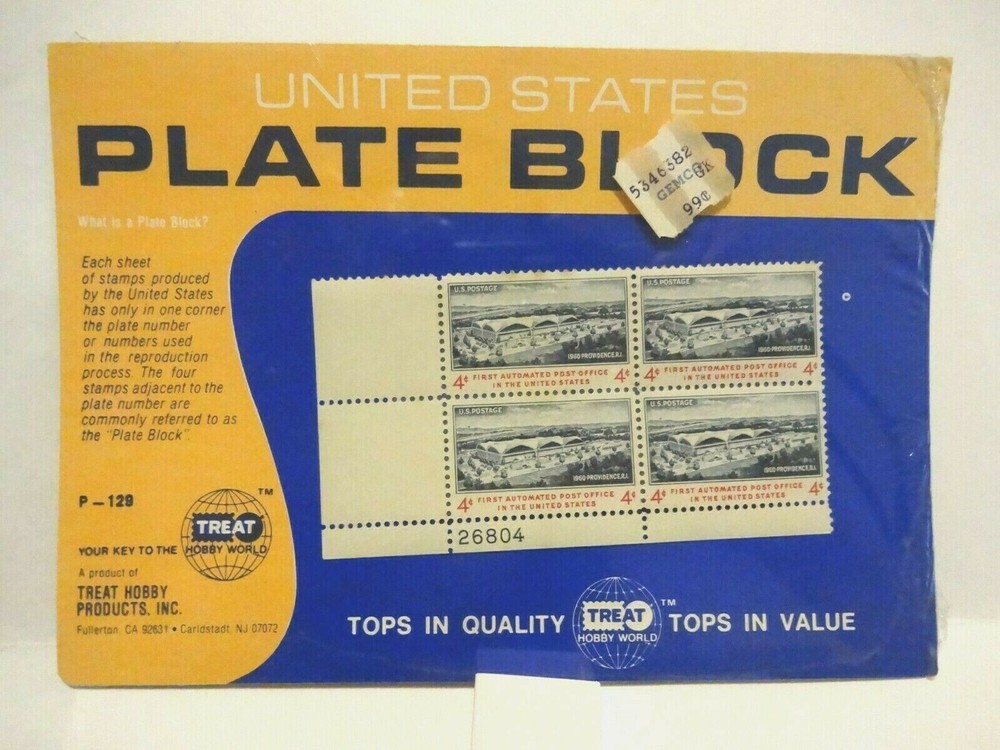 UNITED STATES
PLATE BLOCK
5346382
GEMCO
99¢
What is a Plate Block?
Each sheet
of stamps produced
by the United States
has only in one corner
the plate number
or numbers used
in the reproduction
process. The four
stamps adjacent to the
plate number are
commonly referred to as
the "Plate Block".
P-129
TREAT
TM
HOBBY WORLD
YOUR KEY TO THE
A product of
TREAT HOBBY
PRODUCTS, INC.
Fullerton, CA 92631 • Carldstadt, NJ 07072
U.S. POSTAGE
1960 PROVIDENCE, R.I.
4¢ FIRST AUTOMATED POST OFFICE 4¢
IN THE UNITED STATES
U.S. POSTAGE
1960 PROVIDENCE, R.I.
4¢ FIRST AUTOMATED POST OFFICE 4¢
IN THE UNITED STATES
U.S. POSTAGE
1960 PROVIDENCE, R.I.
4¢ FIRST AUTOMATED POST OFFICE 4¢
IN THE UNITED STATES
U.S. POSTAGE
1960 PROVIDENCE, R.I.
4¢ FIRST AUTOMATED POST OFFICE 4¢
IN THE UNITED STATES
26804
TOPS IN QUALITY
TREAT
TM
HOBBY WORLD
TOPS IN VALUE